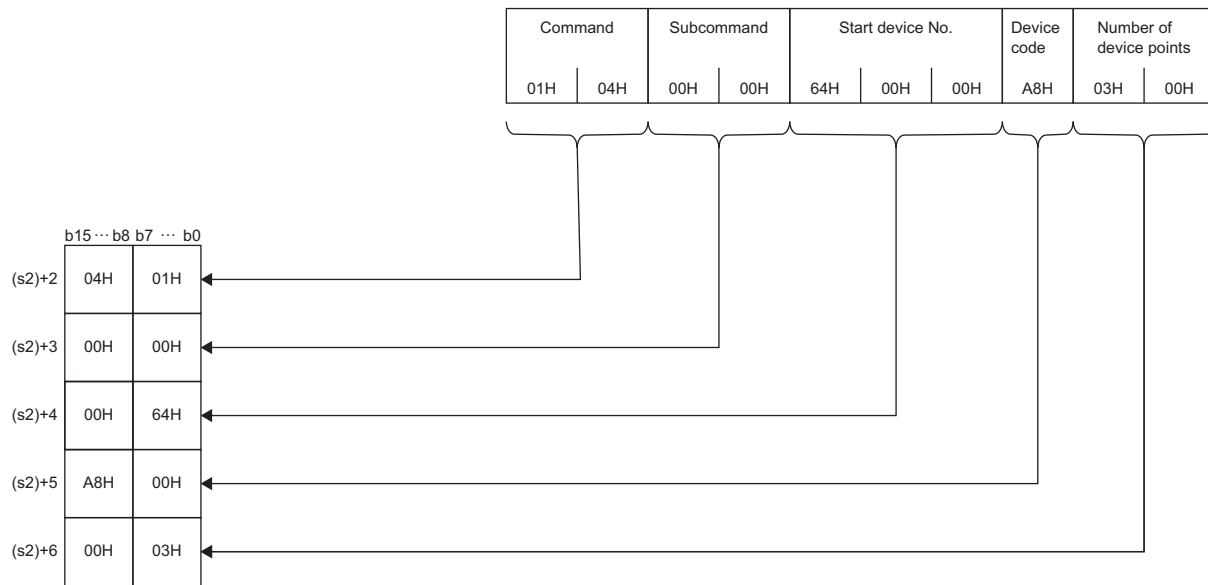 Command Subcommand Start device No. Device code Number of device points
01H 04H 00H 00H 64H 00H 00H A8H 03H 00H
b15 ··· b8 b7 ··· b0
(s2)+2 04H 01H
(s2)+3 00H 00H
(s2)+4 00H 64H
(s2)+5 A8H 00H
(s2)+6 00H 03H